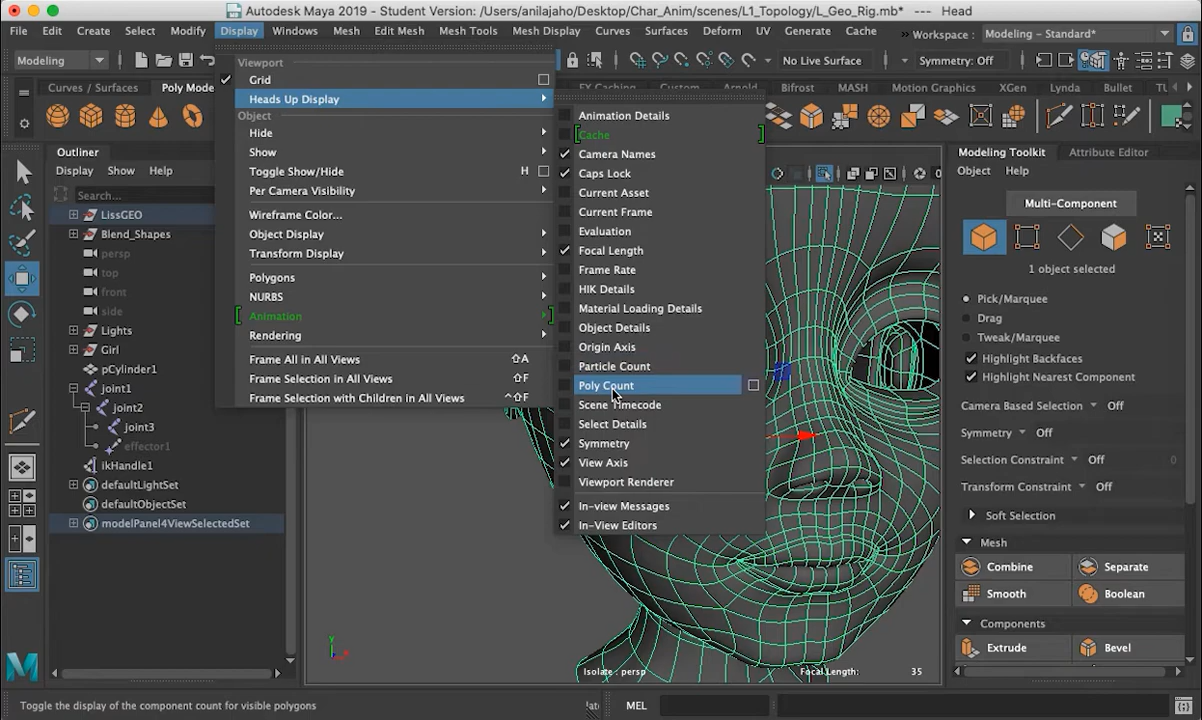 Autodesk Maya 2019 - Student Version: /Users/anilajaho/Desktop/Char_Anim/scenes/L1_Topology/L_Geo_Rig.mb* --- Head
File Edit Create Select Modify Display Windows Mesh Edit Mesh Mesh Tools Mesh Display Curves Surfaces Deform UV Generate Cache
Workspace: Modeling - Standard*
Modeling
No Live Surface
Symmetry: Off
Curves / Surfaces Poly Mode FX Caching Custom Arnold Bifrost MASH Motion Graphics XGen Lynda Bullet TU
Viewport
Grid
Heads Up Display
Object
Hide
Show
Toggle Show/Hide H
Per Camera Visibility
Wireframe Color...
Object Display
Transform Display
Polygons
NURBS
Animation
Rendering
Frame All in All Views ⇧A
Frame Selection in All Views ⇧F
Frame Selection with Children in All Views ^⇧F
Animation Details
Cache
Camera Names
Caps Lock
Current Asset
Current Frame
Evaluation
Focal Length
Frame Rate
HIK Details
Material Loading Details
Object Details
Origin Axis
Particle Count
Poly Count
Scene Timecode
Select Details
Symmetry
View Axis
Viewport Renderer
In-view Messages
In-View Editors
Outliner
Display Show Help
Search...
LissGEO
Blend_Shapes
persp
top
front
side
Lights
Girl
pCylinder1
joint1
joint2
joint3
effector1
ikHandle1
defaultLightSet
defaultObjectSet
modelPanel4ViewSelectedSet
Isolate : persp
Focal Length: 35
Modeling Toolkit Attribute Editor
Object Help
Multi-Component
1 object selected
Pick/Marquee
Drag
Tweak/Marquee
Highlight Backfaces
Highlight Nearest Component
Camera Based Selection Off
Symmetry Off
Selection Constraint Off 0
Transform Constraint Off
Soft Selection
Mesh
Combine Separate
Smooth Boolean
Components
Extrude Bevel
Toggle the display of the component count for visible polygons
MEL